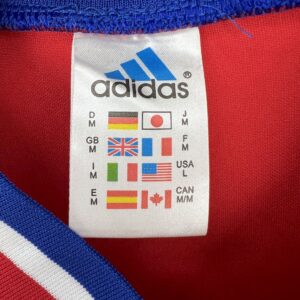 adidas ®
D J
M M
GB F
M M
I USA
M L
E CAN
M M/M